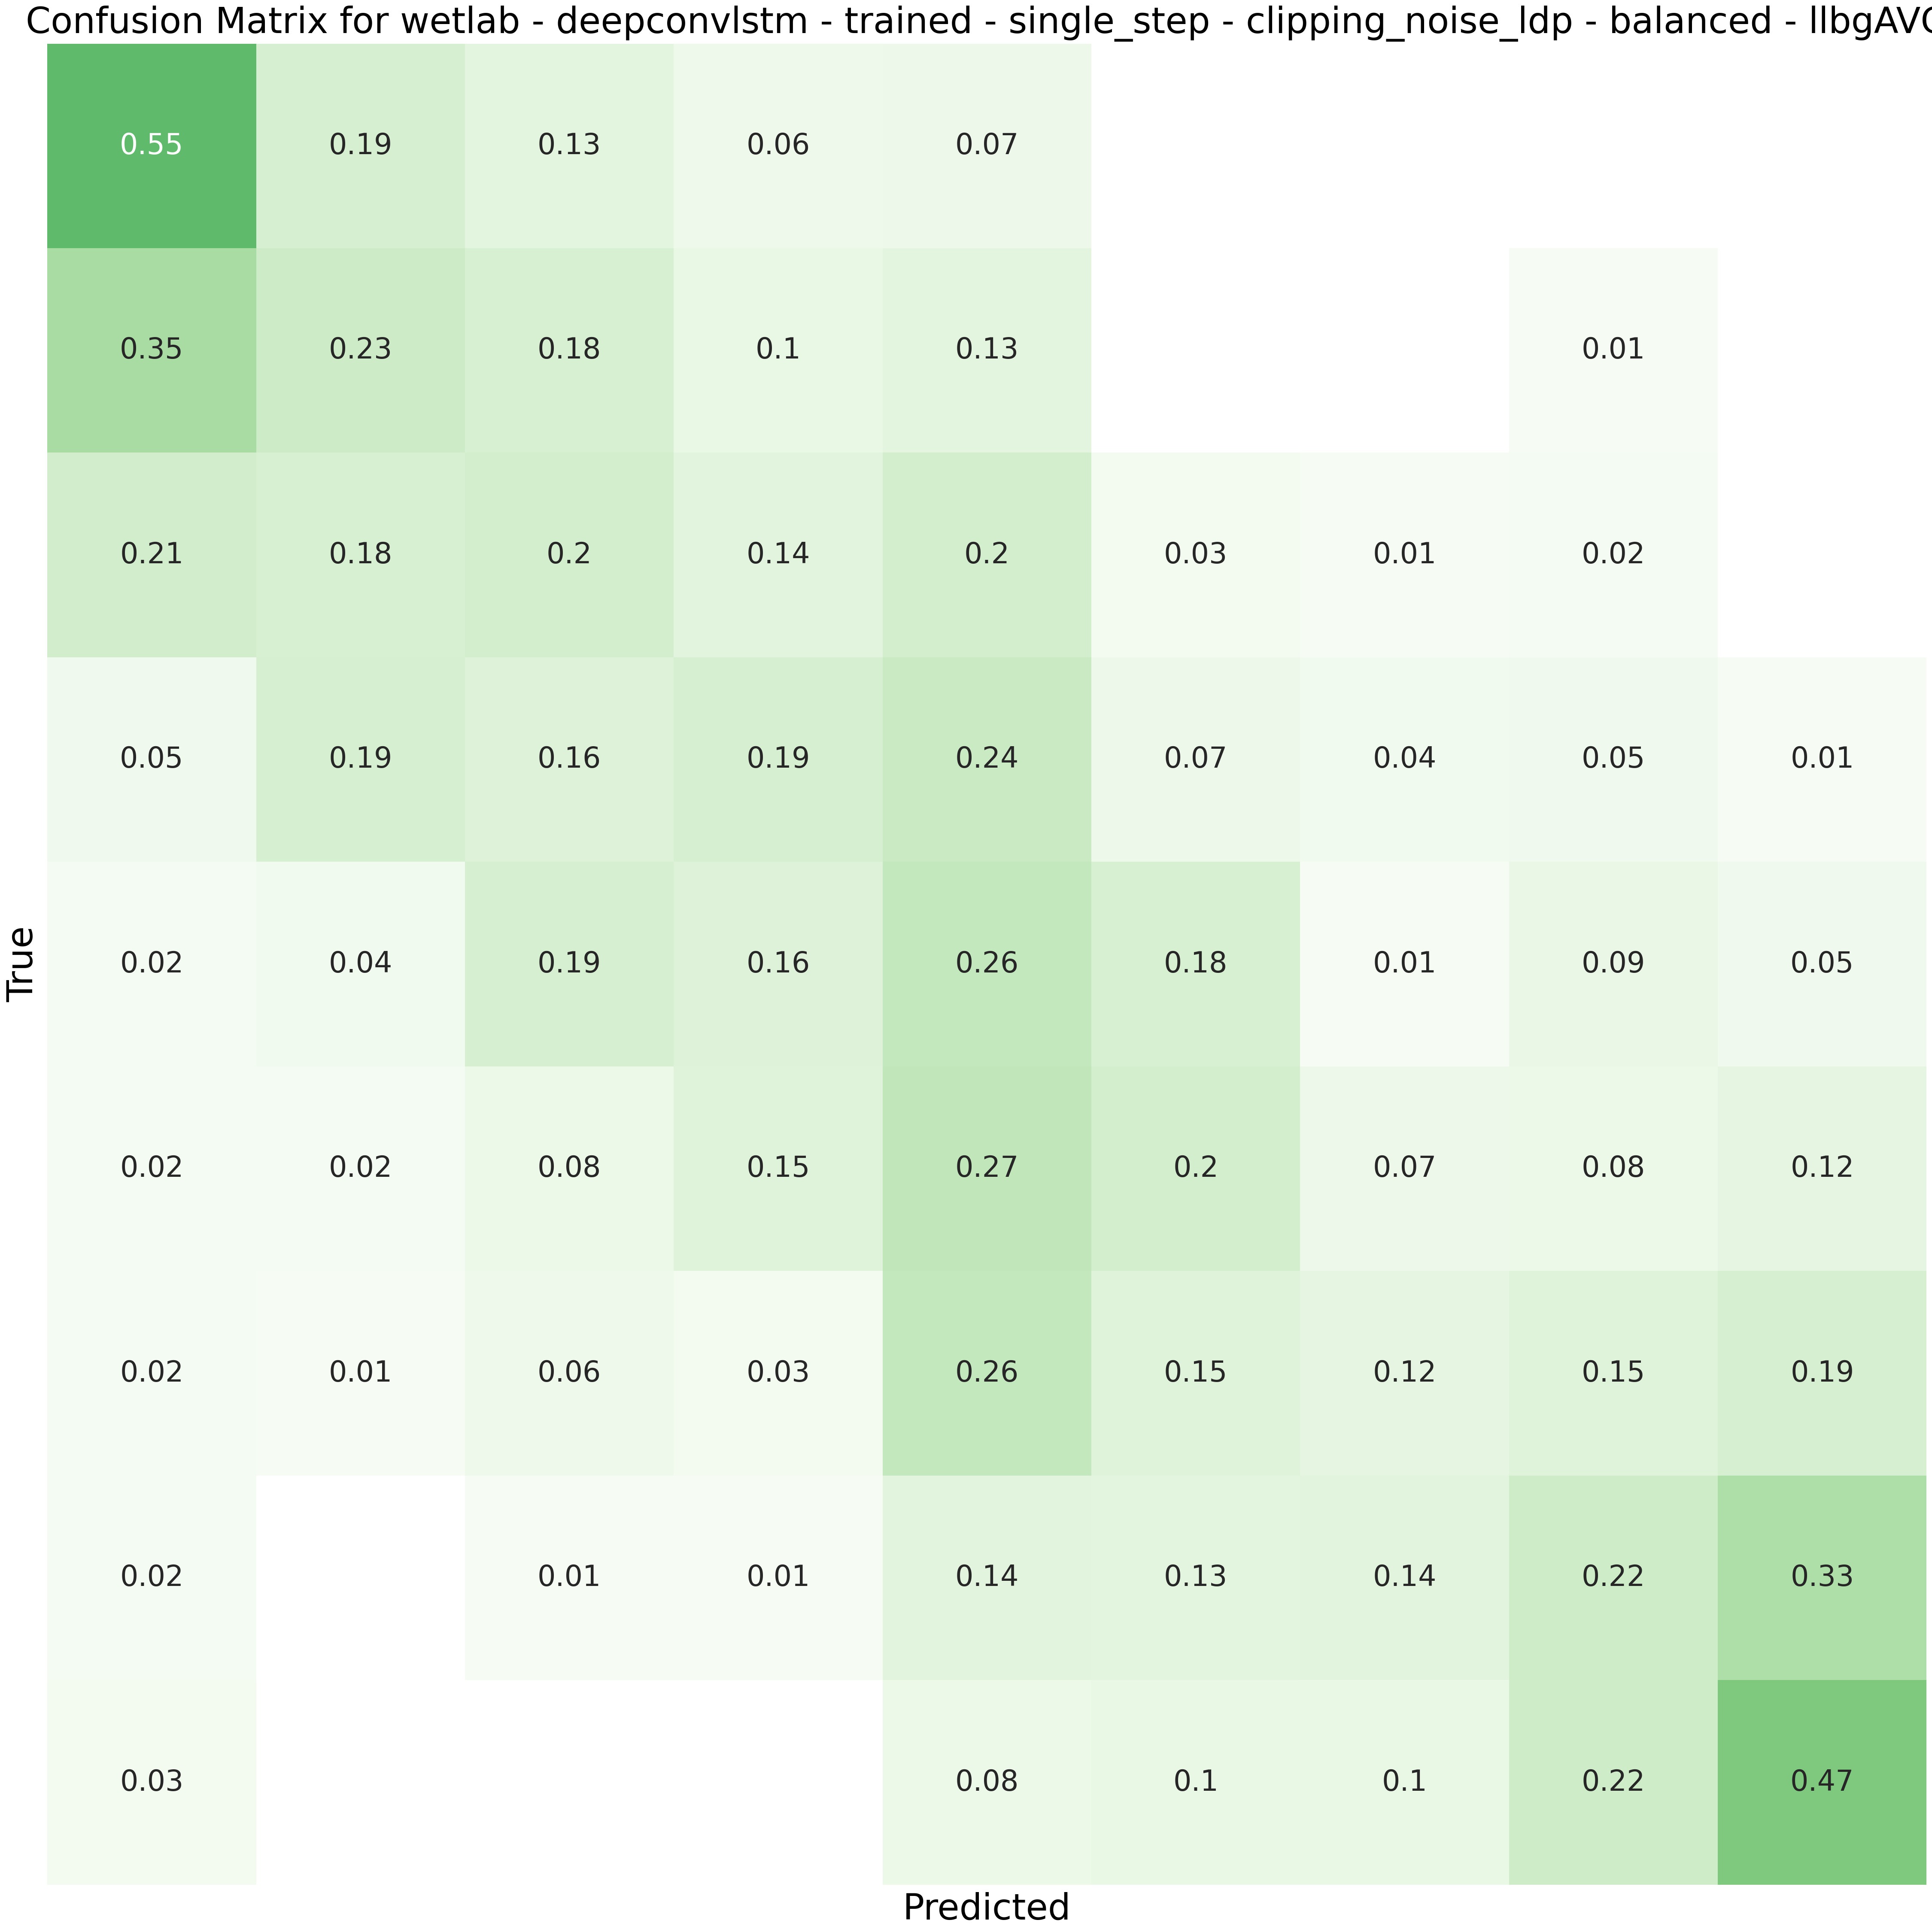 Confusion Matrix for wetlab - deepconvlstm - trained - single_step - clipping_noise_ldp - balanced -
0.55 0.19 0.13 0.06 0.07
0.35 0.23 0.18 0.1 0.13 0.01
0.21 0.18 0.2 0.14 0.2 0.03 0.01 0.02
0.05 0.19 0.16 0.19 0.24 0.07 0.04 0.05 0.01
0.02 0.04 0.19 0.16 0.26 0.18 0.01 0.09 0.05
0.02 0.02 0.08 0.15 0.27 0.2 0.07 0.08 0.12
0.02 0.01 0.06 0.03 0.26 0.15 0.12 0.15 0.19
0.02 0.01 0.01 0.14 0.13 0.14 0.22 0.33
0.03 0.08 0.1 0.1 0.22 0.47
True
Predicted